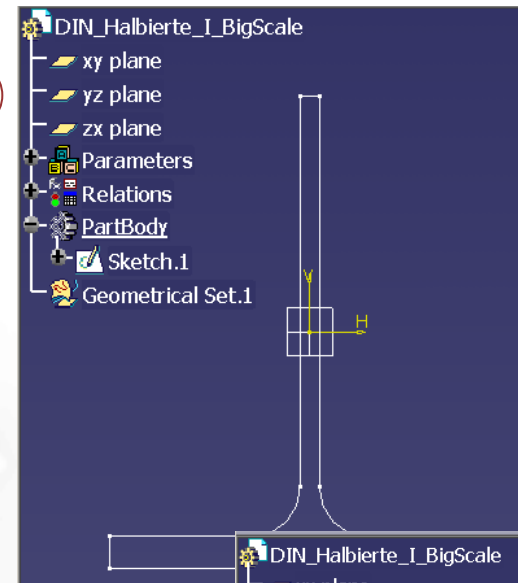 DIN_Halbierte_I_BigScale
xy plane
yz plane
zx plane
Parameters
Relations
PartBody
Sketch.1
Geometrical Set.1
V
H
DIN_Halbierte_I_BigScale